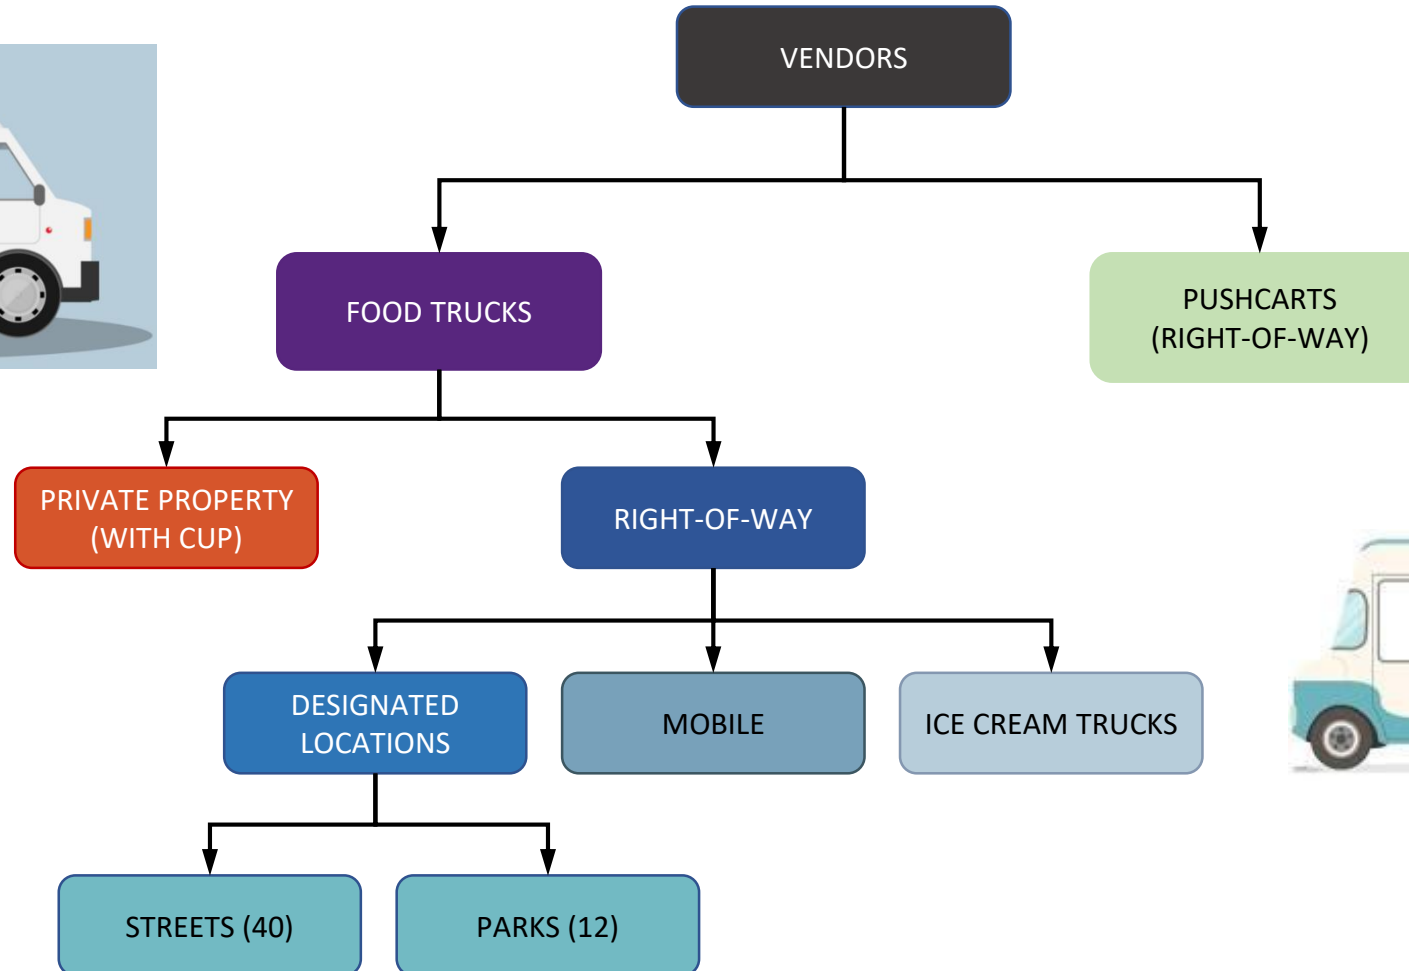 VENDORS
FOOD TRUCKS
PUSHCARTS
(RIGHT-OF-WAY)
PRIVATE PROPERTY
(WITH CUP)
RIGHT-OF-WAY
DESIGNATED
LOCATIONS
MOBILE
ICE CREAM TRUCKS
STREETS (40)
PARKS (12)